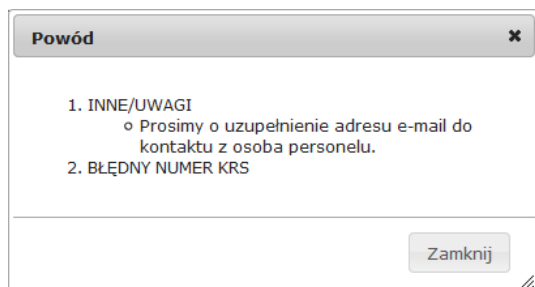 Powód
1. INNE/UWAGI
Prosimy o uzupełnienie adresu e-mail do
kontaktu z osoba personelu.
2. BŁĘDNY NUMER KRS
Zamknij